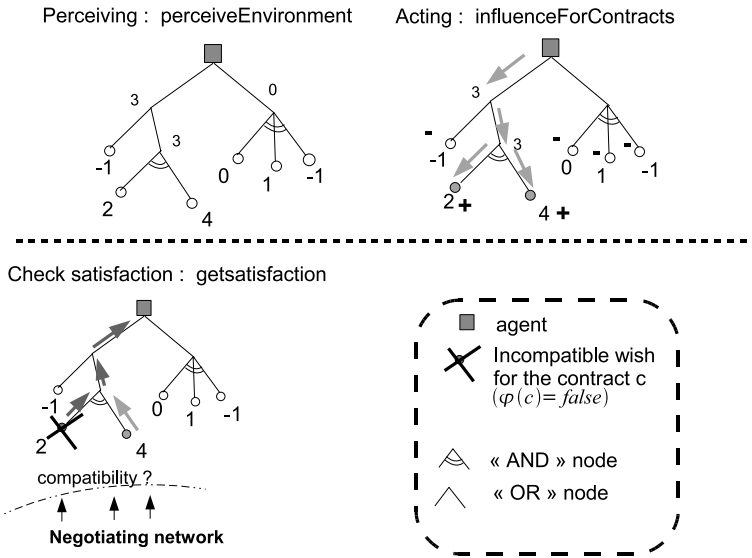 Perceiving : perceiveEnvironment
Acting : influenceForContracts
3
0
3
-1
0
1
-1
2
4
3
-
3
-
-
-
-1
0
1
-1
2 +
4 +
Check satisfaction : getsatisfaction
-1
0
1
-1
2
4
compatibility ?
Negotiating network
agent
Incompatible wish
for the contract c
(φ(c)= false)
« AND » node
« OR » node